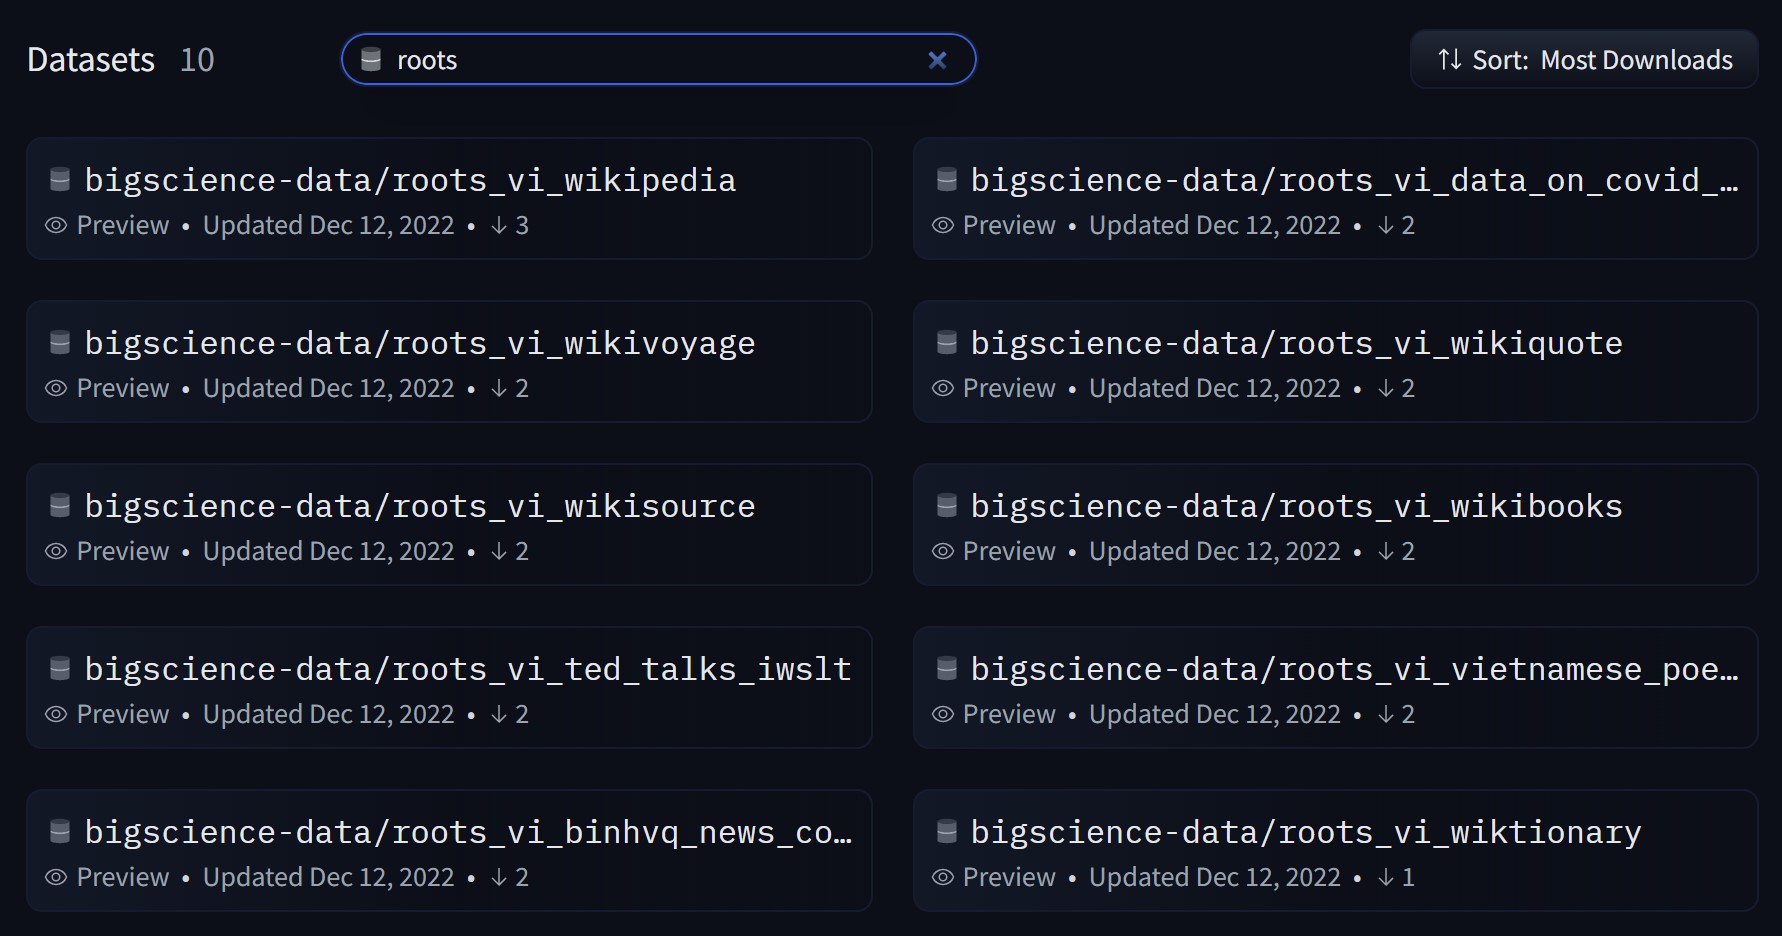 Datasets 10
roots
Sort: Most Downloads
bigscience-data/roots_vi_wikipedia
Preview • Updated Dec 12, 2022 • ↓ 3
bigscience-data/roots_vi_data_on_covid_…
Preview • Updated Dec 12, 2022 • ↓ 2
bigscience-data/roots_vi_wikivoyage
Preview • Updated Dec 12, 2022 • ↓ 2
bigscience-data/roots_vi_wikiquote
Preview • Updated Dec 12, 2022 • ↓ 2
bigscience-data/roots_vi_wikisource
Preview • Updated Dec 12, 2022 • ↓ 2
bigscience-data/roots_vi_wikibooks
Preview • Updated Dec 12, 2022 • ↓ 2
bigscience-data/roots_vi_ted_talks_iwslt
Preview • Updated Dec 12, 2022 • ↓ 2
bigscience-data/roots_vi_vietnamese_poe…
Preview • Updated Dec 12, 2022 • ↓ 2
bigscience-data/roots_vi_binhvq_news_co…
Preview • Updated Dec 12, 2022 • ↓ 2
bigscience-data/roots_vi_wiktionary
Preview • Updated Dec 12, 2022 • ↓ 1